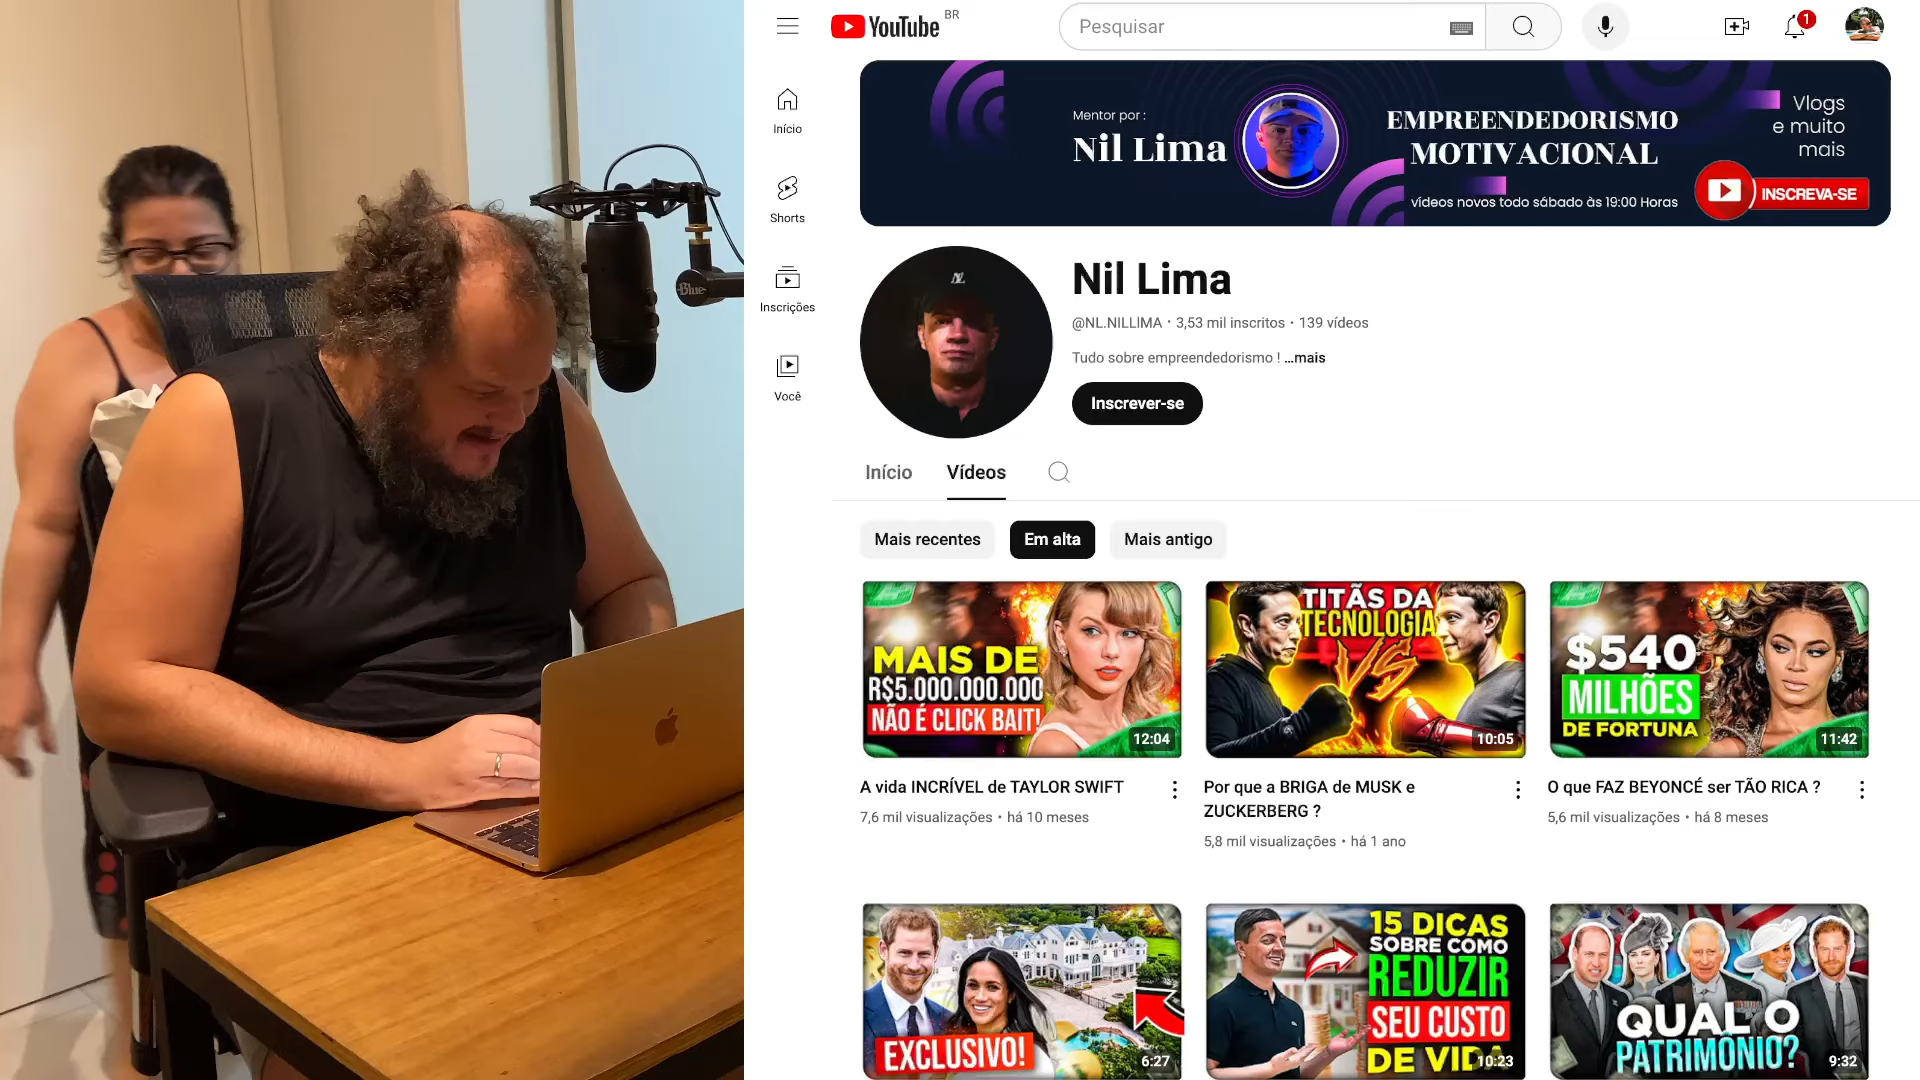 Blue
YouTube BR
Pesquisar
1
Início
Shorts
Inscrições
Você
Mentor por :
Nil Lima
EMPREENDEDORISMO
MOTIVACIONAL
vídeos novos todo sábado às 19:00 Horas
Vlogs
e muito
mais
INSCREVA-SE
NL
Nil Lima
@NL.NILLIMA • 3,53 mil inscritos • 139 vídeos
Tudo sobre empreendedorismo ! ...mais
Inscrever-se
Início
Vídeos
Mais recentes
Em alta
Mais antigo
MAIS DE
R$5.000.000.000
NÃO É CLICK BAIT!
12:04
TITÃS DA
TECNOLOGIA
VS
10:05
$540
MILHÕES
DE FORTUNA
11:42
A vida INCRÍVEL de TAYLOR SWIFT
7,6 mil visualizações • há 10 meses
Por que a BRIGA de MUSK e
ZUCKERBERG ?
5,8 mil visualizações • há 1 ano
O que FAZ BEYONCÉ ser TÃO RICA ?
5,6 mil visualizações • há 8 meses
EXCLUSIVO!
6:27
15 DICAS
SOBRE COMO
REDUZIR
SEU CUSTO
DE VIDA
10:23
QUAL O
PATRIMÔNIO?
9:32